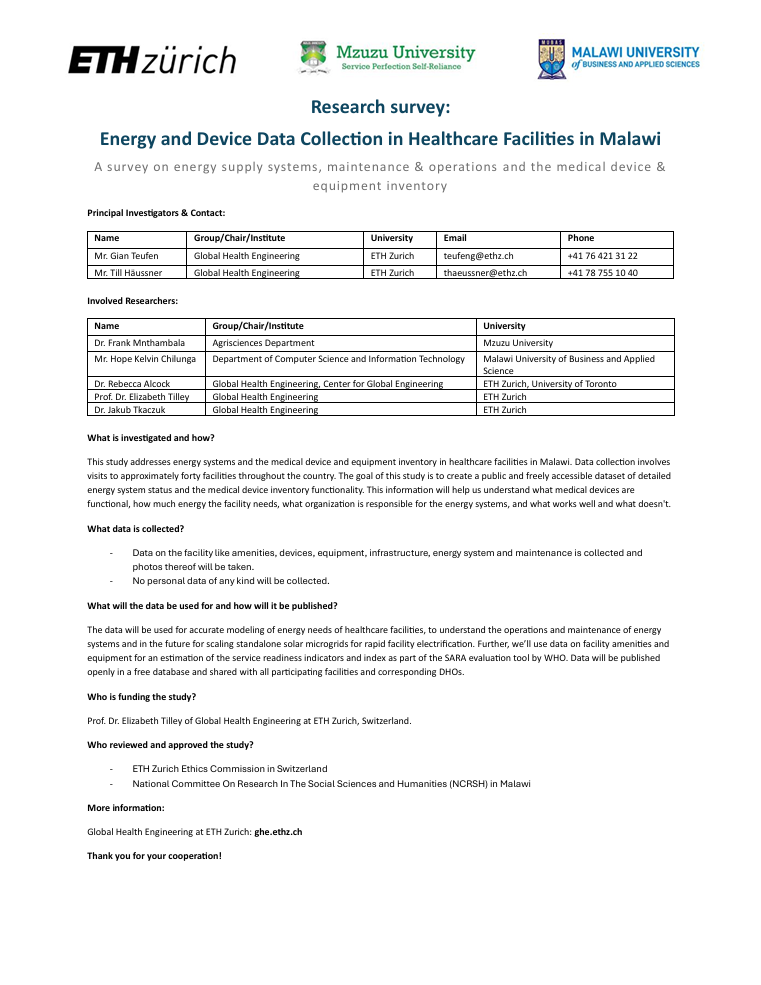 ETH zürich
Mzuzu University
Service Perfection Self-Reliance
MUBAS
MALAWI UNIVERSITY
of BUSINESS AND APPLIED SCIENCES
Research survey:
Energy and Device Data Collection in Healthcare Facilities in Malawi
A survey on energy supply systems, maintenance & operations and the medical device &
equipment inventory
Principal Investigators & Contact:
Name Group/Chair/Institute University Email Phone
Mr. Gian Teufen Global Health Engineering ETH Zurich teufeng@ethz.ch +41 76 421 31 22
Mr. Till Häussner Global Health Engineering ETH Zurich thaeussner@ethz.ch +41 78 755 10 40
Involved Researchers:
Name Group/Chair/Institute University
Dr. Frank Mnthambala Agrisciences Department Mzuzu University
Mr. Hope Kelvin Chilunga Department of Computer Science and Information Technology Malawi University of Business and Applied
Science
Dr. Rebecca Alcock Global Health Engineering, Center for Global Engineering ETH Zurich, University of Toronto
Prof. Dr. Elizabeth Tilley Global Health Engineering ETH Zurich
Dr. Jakub Tkaczuk Global Health Engineering ETH Zurich
What is investigated and how?
This study addresses energy systems and the medical device and equipment inventory in healthcare facilities in Malawi. Data collection involves
visits to approximately forty facilities throughout the country. The goal of this study is to create a public and freely accessible dataset of detailed
energy system status and the medical device inventory functionality. This information will help us understand what medical devices are
functional, how much energy the facility needs, what organization is responsible for the energy systems, and what works well and what doesn't.
What data is collected?
- Data on the facility like amenities, devices, equipment, infrastructure, energy system and maintenance is collected and
photos thereof will be taken.
- No personal data of any kind will be collected.
What will the data be used for and how will it be published?
The data will be used for accurate modeling of energy needs of healthcare facilities, to understand the operations and maintenance of energy
systems and in the future for scaling standalone solar microgrids for rapid facility electrification. Further, we'll use data on facility amenities and
equipment for an estimation of the service readiness indicators and index as part of the SARA evaluation tool by WHO. Data will be published
openly in a free database and shared with all participating facilities and corresponding DHOs.
Who is funding the study?
Prof. Dr. Elizabeth Tilley of Global Health Engineering at ETH Zurich, Switzerland.
Who reviewed and approved the study?
- ETH Zurich Ethics Commission in Switzerland
- National Committee On Research In The Social Sciences and Humanities (NCRSH) in Malawi
More information:
Global Health Engineering at ETH Zurich: ghe.ethz.ch
Thank you for your cooperation!